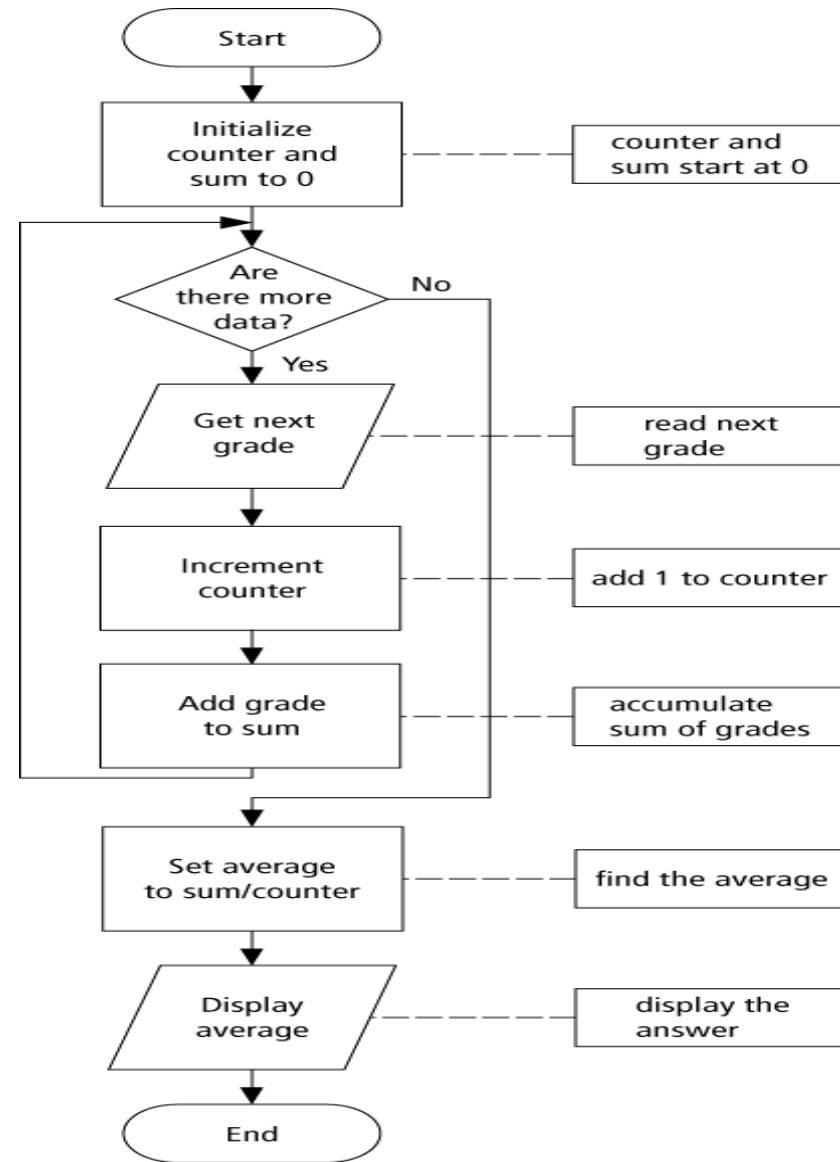 Start
Initialize
counter and
sum to 0
counter and
sum start at 0
Are
there more
data?
No
Yes
Get next
grade
read next
grade
Increment
counter
add 1 to counter
Add grade
to sum
accumulate
sum of grades
Set average
to sum/counter
find the average
Display
average
display the
answer
End